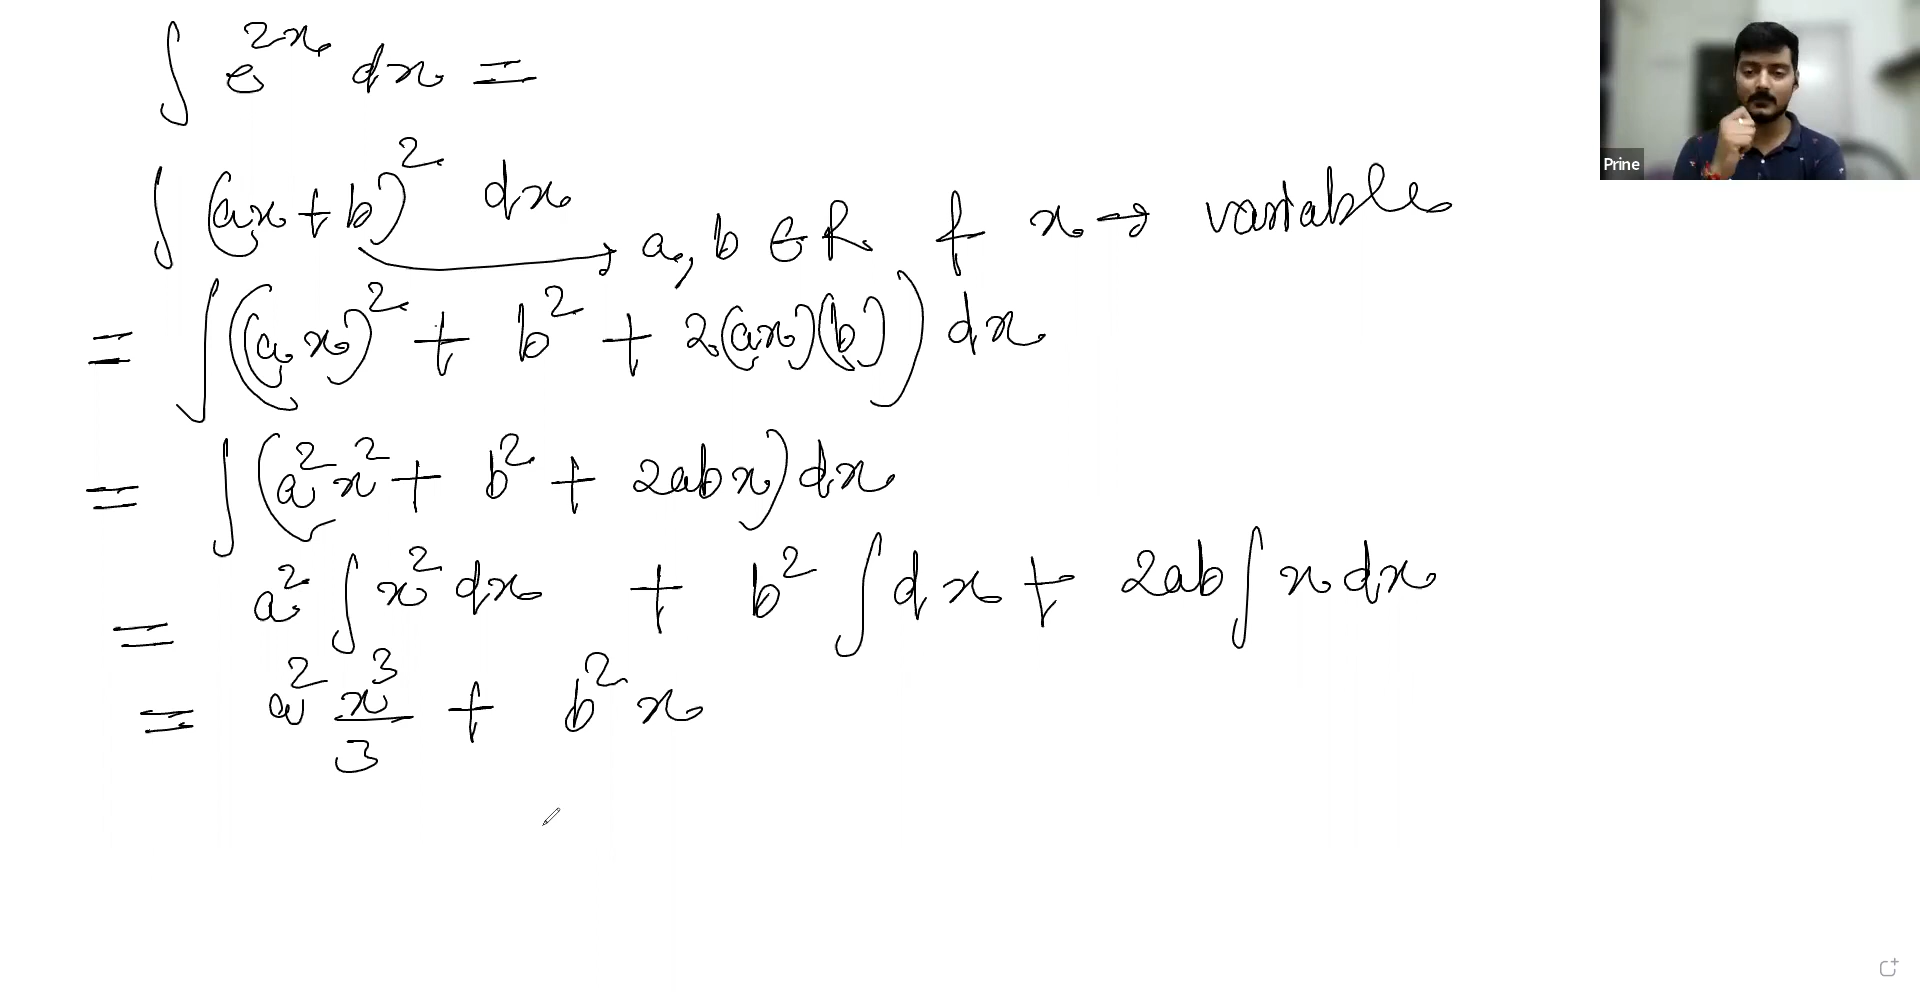 ∫ e^{2x} dx =
Prine
∫ (ax + b)^2 dx → a, b ∈ R & x → variable
= ∫ ((ax)^2 + b^2 + 2(ax)(b)) dx
= ∫ (a^2 x^2 + b^2 + 2abx) dx
= a^2 ∫ x^2 dx + b^2 ∫ dx + 2ab ∫ x dx
= a^2 x^3/3 + b^2 x